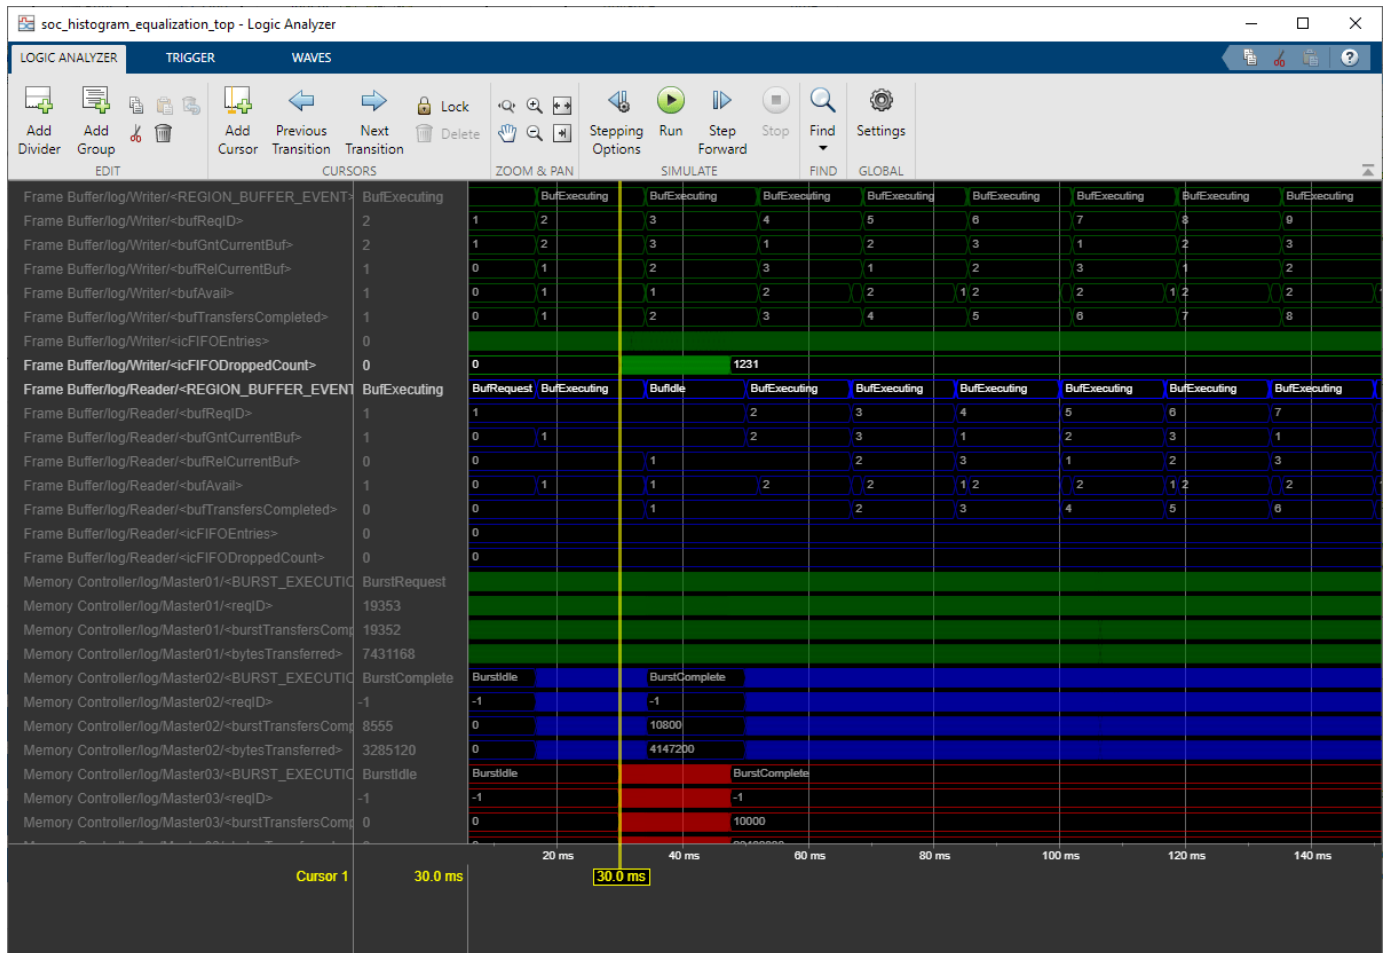 soc_histogram_equalization_top - Logic Analyzer
LOGIC ANALYZER TRIGGER WAVES
Add Divider
Add Group
Add Cursor
Previous Transition
Next Transition
Lock
Delete
Stepping Options
Run
Step Forward
Stop
Find
Settings
EDIT CURSORS ZOOM & PAN SIMULATE FIND GLOBAL
Frame Buffer/log/Writer/<REGION_BUFFER_EVENT> BufExecuting BufExecuting BufExecuting BufExecuting BufExecuting BufExecuting BufExecuting BufExecuting
Frame Buffer/log/Writer/<bufReqID> 2 1 2 3 4 5 6 7 8 9
Frame Buffer/log/Writer/<bufGntCurrentBuf> 2 1 2 3 1 2 3 1 2 3
Frame Buffer/log/Writer/<bufRelCurrentBuf> 1 0 1 2 3 1 2 3 1 2
Frame Buffer/log/Writer/<bufAvail> 1 0 1 1 2 2 1 2 2 1 2 2
Frame Buffer/log/Writer/<bufTransfersCompleted> 1 0 1 2 3 4 5 6 7 8
Frame Buffer/log/Writer/<icFIFOEntries> 0
Frame Buffer/log/Writer/<icFIFODroppedCount> 0 0 1231
Frame Buffer/log/Reader/<REGION_BUFFER_EVENT BufExecuting BufRequest BufExecuting BufIdle BufExecuting BufExecuting BufExecuting BufExecuting BufExecuting BufExecuting
Frame Buffer/log/Reader/<bufReqID> 1 1 2 3 4 5 6 7
Frame Buffer/log/Reader/<bufGntCurrentBuf> 1 0 1 2 3 1 2 3 1
Frame Buffer/log/Reader/<bufRelCurrentBuf> 0 0 1 2 3 1 2 3
Frame Buffer/log/Reader/<bufAvail> 1 0 1 1 2 2 1 2 2 1 2 2
Frame Buffer/log/Reader/<bufTransfersCompleted> 0 0 1 2 3 4 5 6
Frame Buffer/log/Reader/<icFIFOEntries> 0 0
Frame Buffer/log/Reader/<icFIFODroppedCount> 0 0
Memory Controller/log/Master01/<BURST_EXECUTIO BurstRequest
Memory Controller/log/Master01/<reqID> 19353
Memory Controller/log/Master01/<burstTransfersComp 19352
Memory Controller/log/Master01/<bytesTransferred> 7431168
Memory Controller/log/Master02/<BURST_EXECUTIO BurstComplete BurstIdle BurstComplete
Memory Controller/log/Master02/<reqID> -1 -1 -1
Memory Controller/log/Master02/<burstTransfersComp 8555 0 10800
Memory Controller/log/Master02/<bytesTransferred> 3285120 0 4147200
Memory Controller/log/Master03/<BURST_EXECUTIO BurstIdle BurstIdle BurstComplete
Memory Controller/log/Master03/<reqID> -1 -1 -1
Memory Controller/log/Master03/<burstTransfersComp 0 0 10000
20 ms 40 ms 60 ms 80 ms 100 ms 120 ms 140 ms
Cursor 1 30.0 ms 30.0 ms